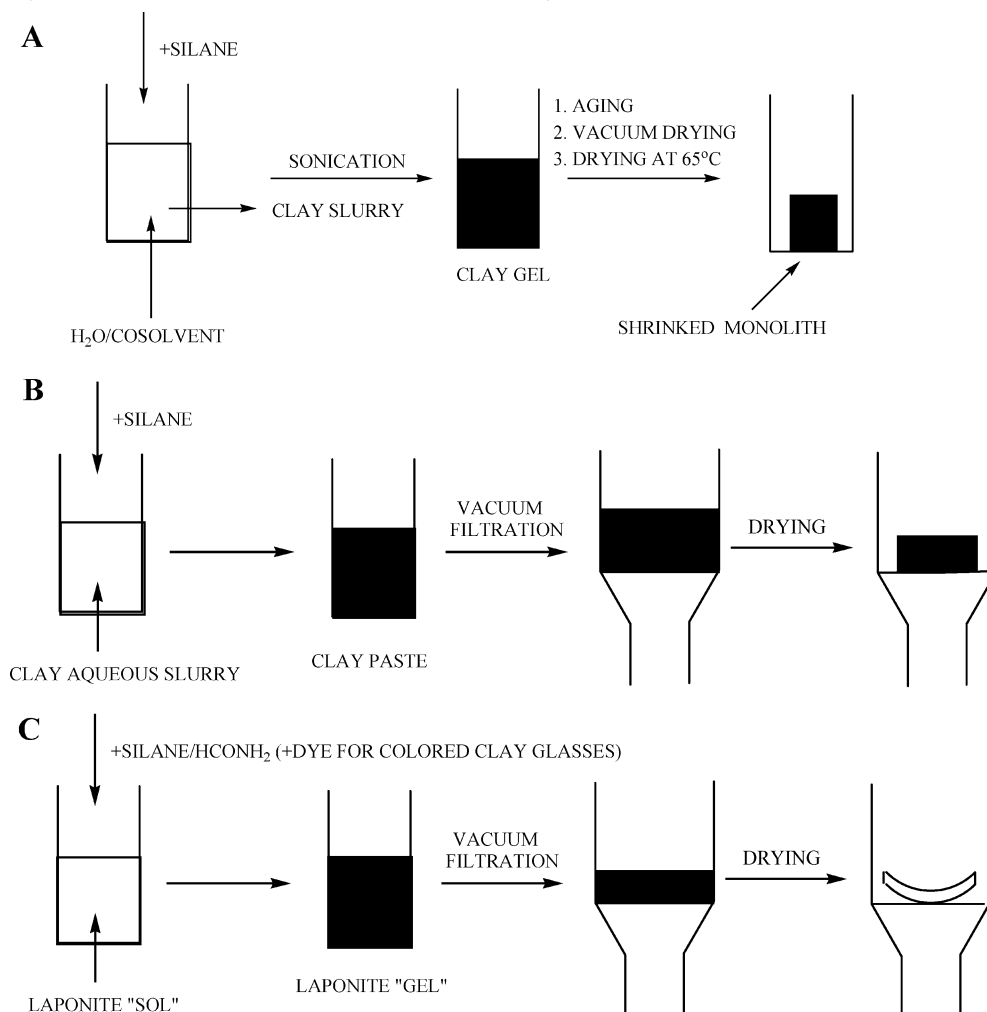 A
+SILANE
SONICATION
CLAY SLURRY
H₂O/COSOLVENT
CLAY GEL
1. AGING
2. VACUUM DRYING
3. DRYING AT 65°C
SHRINKED MONOLITH
B
+SILANE
CLAY AQUEOUS SLURRY
CLAY PASTE
VACUUM
FILTRATION
DRYING
C
+SILANE/HCONH₂ (+DYE FOR COLORED CLAY GLASSES)
LAPONITE "SOL"
LAPONITE "GEL"
VACUUM
FILTRATION
DRYING